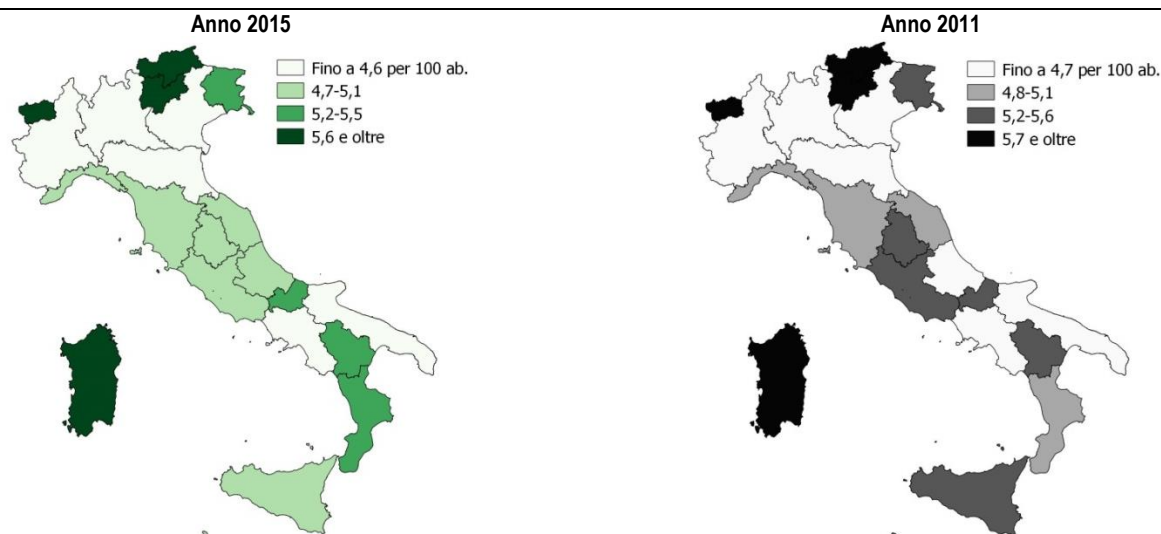 Anno 2015
Fino a 4,6 per 100 ab.
4,7-5,1
5,2-5,5
5,6 e oltre
Anno 2011
Fino a 4,7 per 100 ab.
4,8-5,1
5,2-5,6
5,7 e oltre